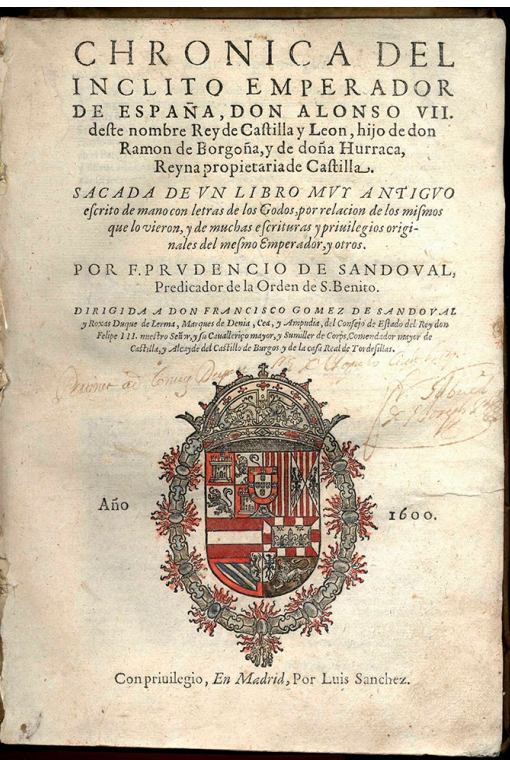 CHRONICA DEL
INCLITO EMPERADOR
DE ESPAÑA, DON ALONSO VII.
deſte nombre Rey de Caſtilla y Leon, hijo de don
Ramon de Borgoña, y de doña Hurraca,
Reyna propietaria de Caſtilla.
SACADA DE VN LIBRO MVY ANTIGVO
eſcrito de mano con letras de los Godos, por relacion de los miſmos
que lo vieron, y de muchas eſcrituras y priuilegios origi-
nales del meſmo Emperador, y otros.
POR F. PRVDENCIO DE SANDOVAL,
Predicador de la Orden de S. Benito.
DIRIGIDA A DON FRANCISCO GOMEZ DE SANDOVAL
y Roxas Duque de Lerma, Marques de Denia, Cea, y Ampudia, del Conſejo de Eſtado del Rey don
Felipe III. nueſtro Señor, y ſu Cauallerizo mayor, y Sumiller de Corps, Comendador mayor de
Caſtilla, y Alcayde del Caſtillo de Burgos y de la caſa Real de Tordeſillas.
Año 1600.
Con priuilegio, En Madrid, Por Luis Sanchez.